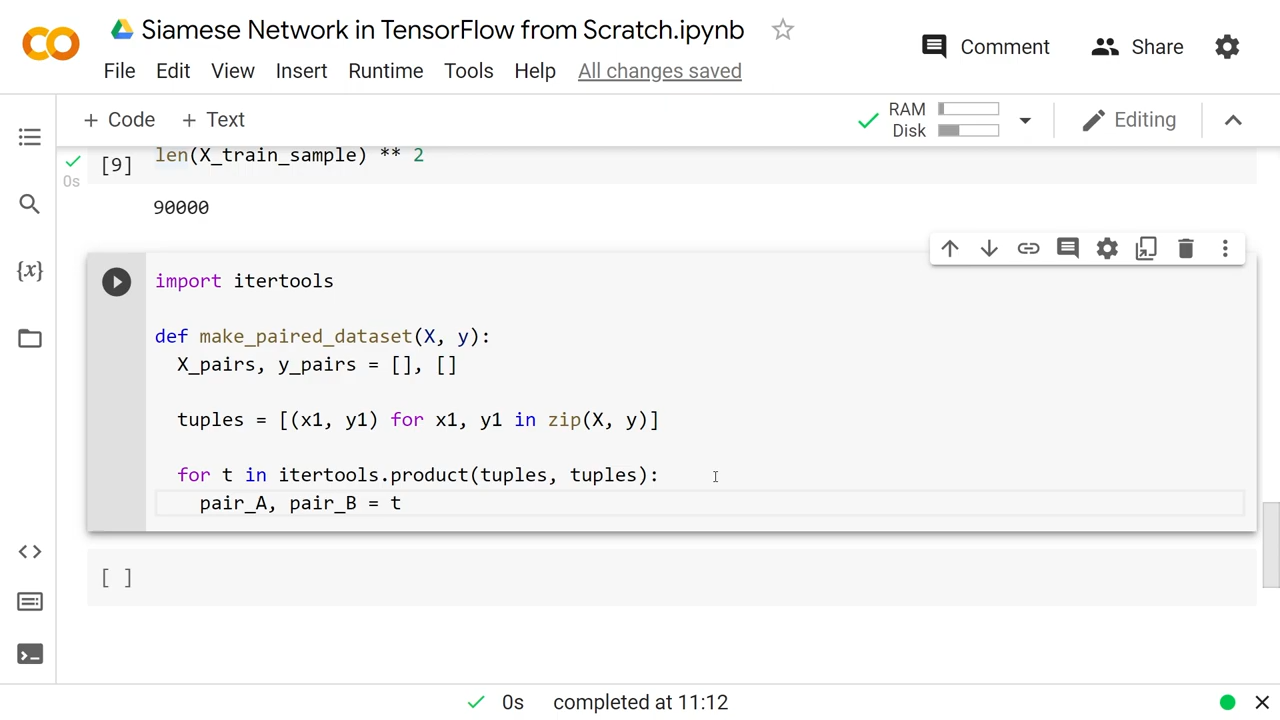 Siamese Network in TensorFlow from Scratch.ipynb
Comment
Share
File Edit View Insert Runtime Tools Help All changes saved
+ Code + Text
RAM
Disk
Editing
[9] len(X_train_sample) ** 2
0s
90000
{x}
import itertools
def make_paired_dataset(X, y):
X_pairs, y_pairs = [], []
tuples = [(x1, y1) for x1, y1 in zip(X, y)]
for t in itertools.product(tuples, tuples):
pair_A, pair_B = t
[ ]
0s completed at 11:12